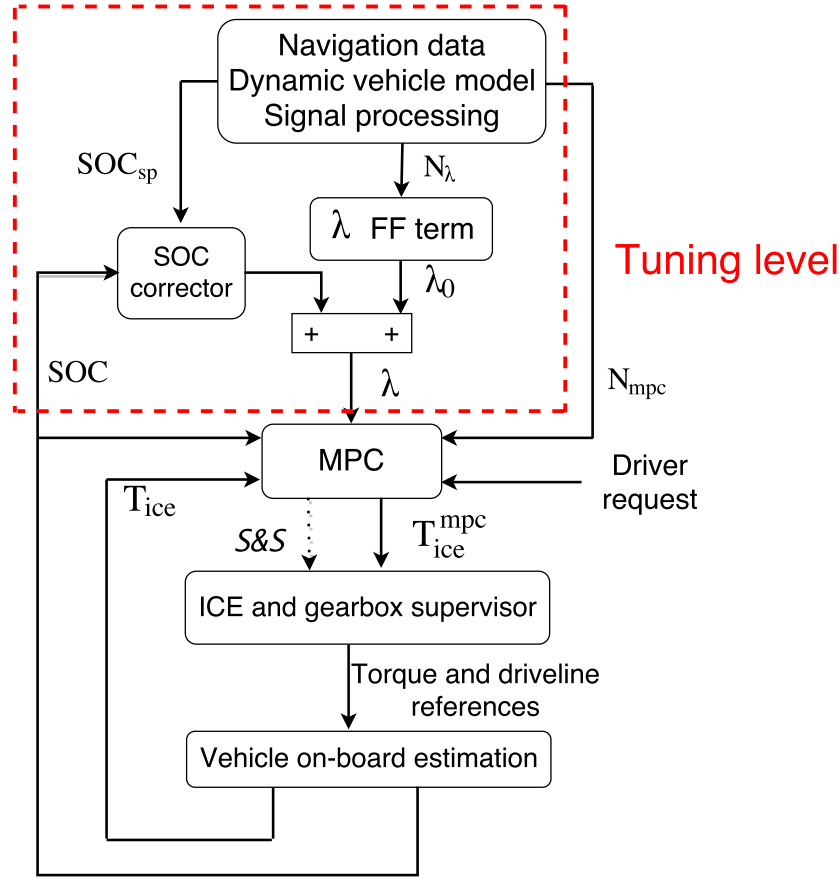 Navigation data
Dynamic vehicle model
Signal processing
SOCsp
Nλ
λ FF term
SOC
corrector
λ0
Tuning level
+ +
SOC
λ
Nmpc
MPC
Driver
request
Tice
S&S
Tice mpc
ICE and gearbox supervisor
Torque and driveline
references
Vehicle on-board estimation